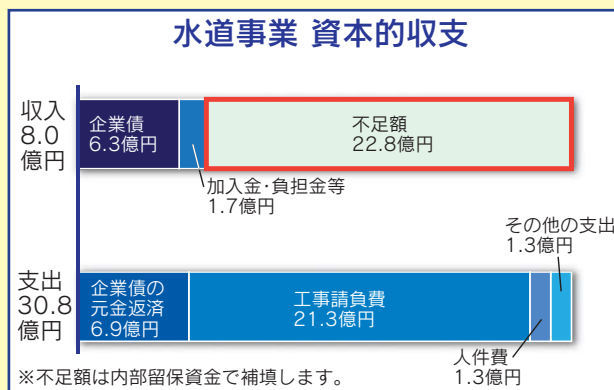 水道事業 資本的収支
収入
8.0
億円
企業債
6.3億円
不足額
22.8億円
加入金・負担金等
1.7億円
その他の支出
1.3億円
支出
30.8
億円
企業債の
元金返済
6.9億円
工事請負費
21.3億円
人件費
1.3億円
※不足額は内部留保資金で補填します。